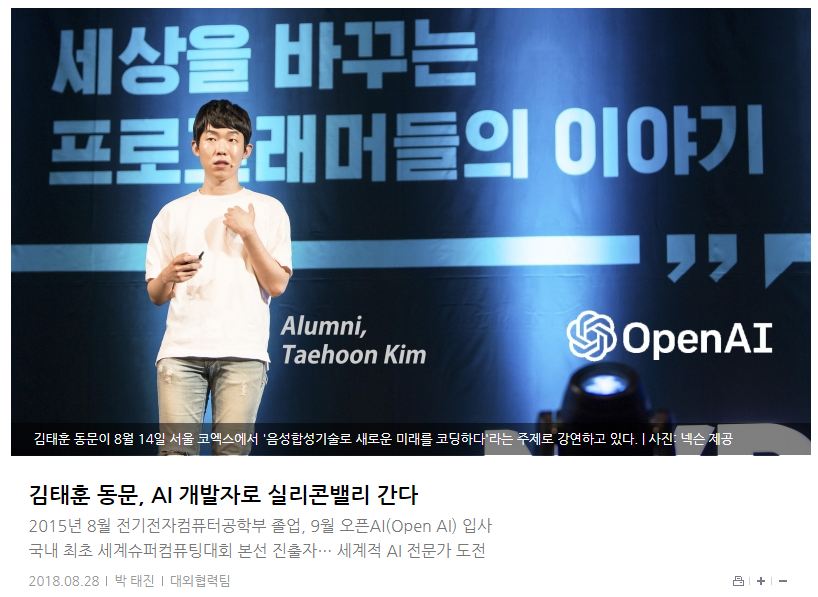 세상을 바꾸는
프로그래머들의 이야기
Alumni,
Taehoon Kim
OpenAI
김태훈 동문이 8월 14일 서울 코엑스에서 '음성합성기술로 새로운 미래를 코딩하다'라는 주제로 강연하고 있다. | 사진: 넥슨 제공
김태훈 동문, AI 개발자로 실리콘밸리 간다
2015년 8월 전기전자컴퓨터공학부 졸업, 9월 오픈AI(Open AI) 입사
국내 최초 세계슈퍼컴퓨팅대회 본선 진출자… 세계적 AI 전문가 도전
2018.08.28 | 박 태진 | 대외협력팀